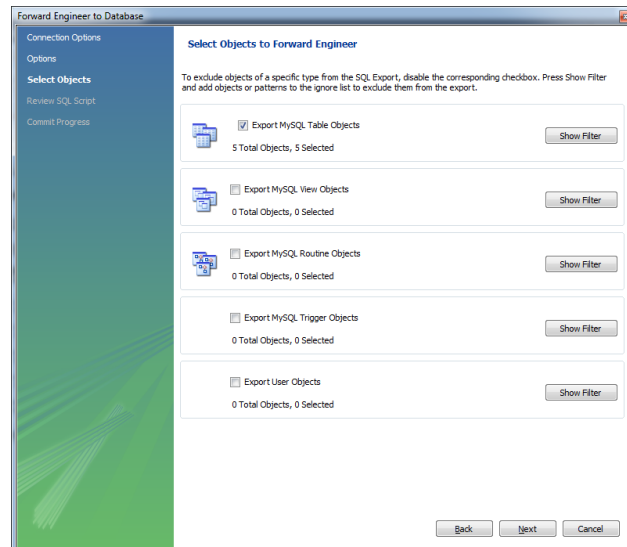 Forward Engineer to Database
Connection Options
Options
Select Objects
Review SQL Script
Commit Progress
Select Objects to Forward Engineer
To exclude objects of a specific type from the SQL Export, disable the corresponding checkbox. Press Show Filter
and add objects or patterns to the ignore list to exclude them from the export.
Export MySQL Table Objects
5 Total Objects, 5 Selected
Show Filter
Export MySQL View Objects
0 Total Objects, 0 Selected
Show Filter
Export MySQL Routine Objects
0 Total Objects, 0 Selected
Show Filter
Export MySQL Trigger Objects
0 Total Objects, 0 Selected
Show Filter
Export User Objects
0 Total Objects, 0 Selected
Show Filter
Back Next Cancel